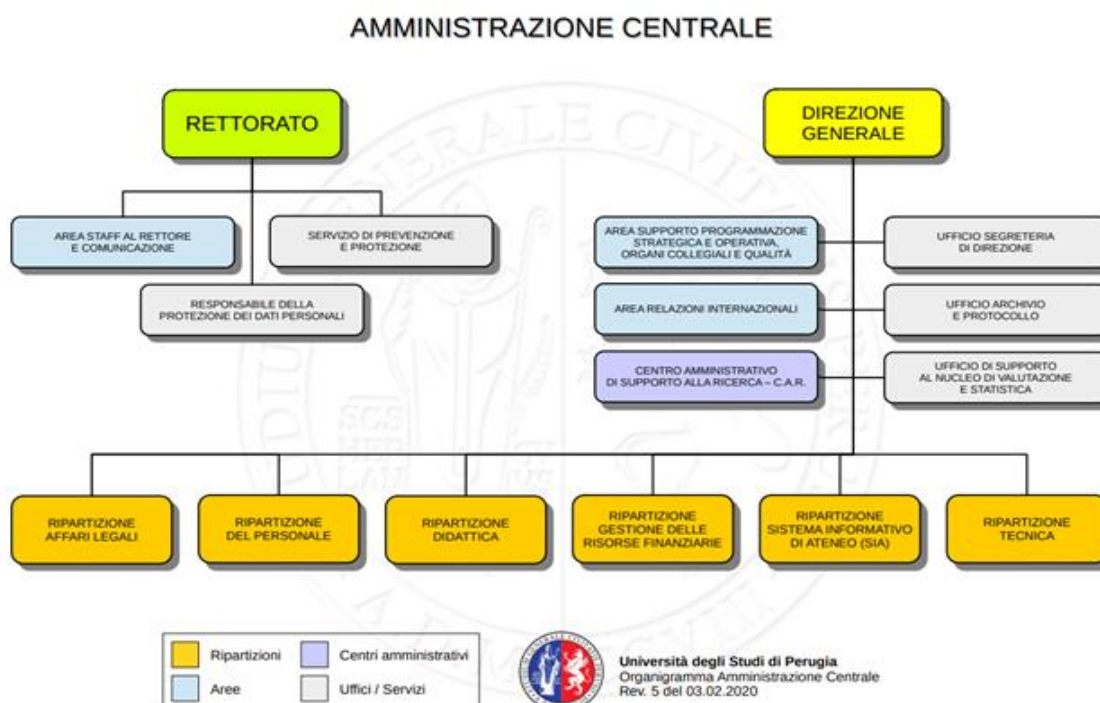 AMMINISTRAZIONE CENTRALE
RETTORATO
DIREZIONE
GENERALE
AREA STAFF AL RETTORE
E COMUNICAZIONE
SERVIZIO DI PREVENZIONE
E PROTEZIONE
RESPONSABILE DELLA
PROTEZIONE DEI DATI PERSONALI
AREA SUPPORTO PROGRAMMAZIONE
STRATEGICA E OPERATIVA,
ORGANI COLLEGIALI E QUALITÀ
UFFICIO SEGRETERIA
DI DIREZIONE
AREA RELAZIONI INTERNAZIONALI
UFFICIO ARCHIVIO
E PROTOCOLLO
CENTRO AMMINISTRATIVO
DI SUPPORTO ALLA RICERCA – C.A.R.
UFFICIO DI SUPPORTO
AL NUCLEO DI VALUTAZIONE
E STATISTICA
RIPARTIZIONE
AFFARI LEGALI
RIPARTIZIONE
DEL PERSONALE
RIPARTIZIONE
DIDATTICA
RIPARTIZIONE
GESTIONE DELLE
RISORSE FINANZIARIE
RIPARTIZIONE
SISTEMA INFORMATIVO
DI ATENEO (SIA)
RIPARTIZIONE
TECNICA
Ripartizioni
Centri amministrativi
Aree
Uffici / Servizi
Università degli Studi di Perugia
Organigramma Amministrazione Centrale
Rev. 5 del 03.02.2020